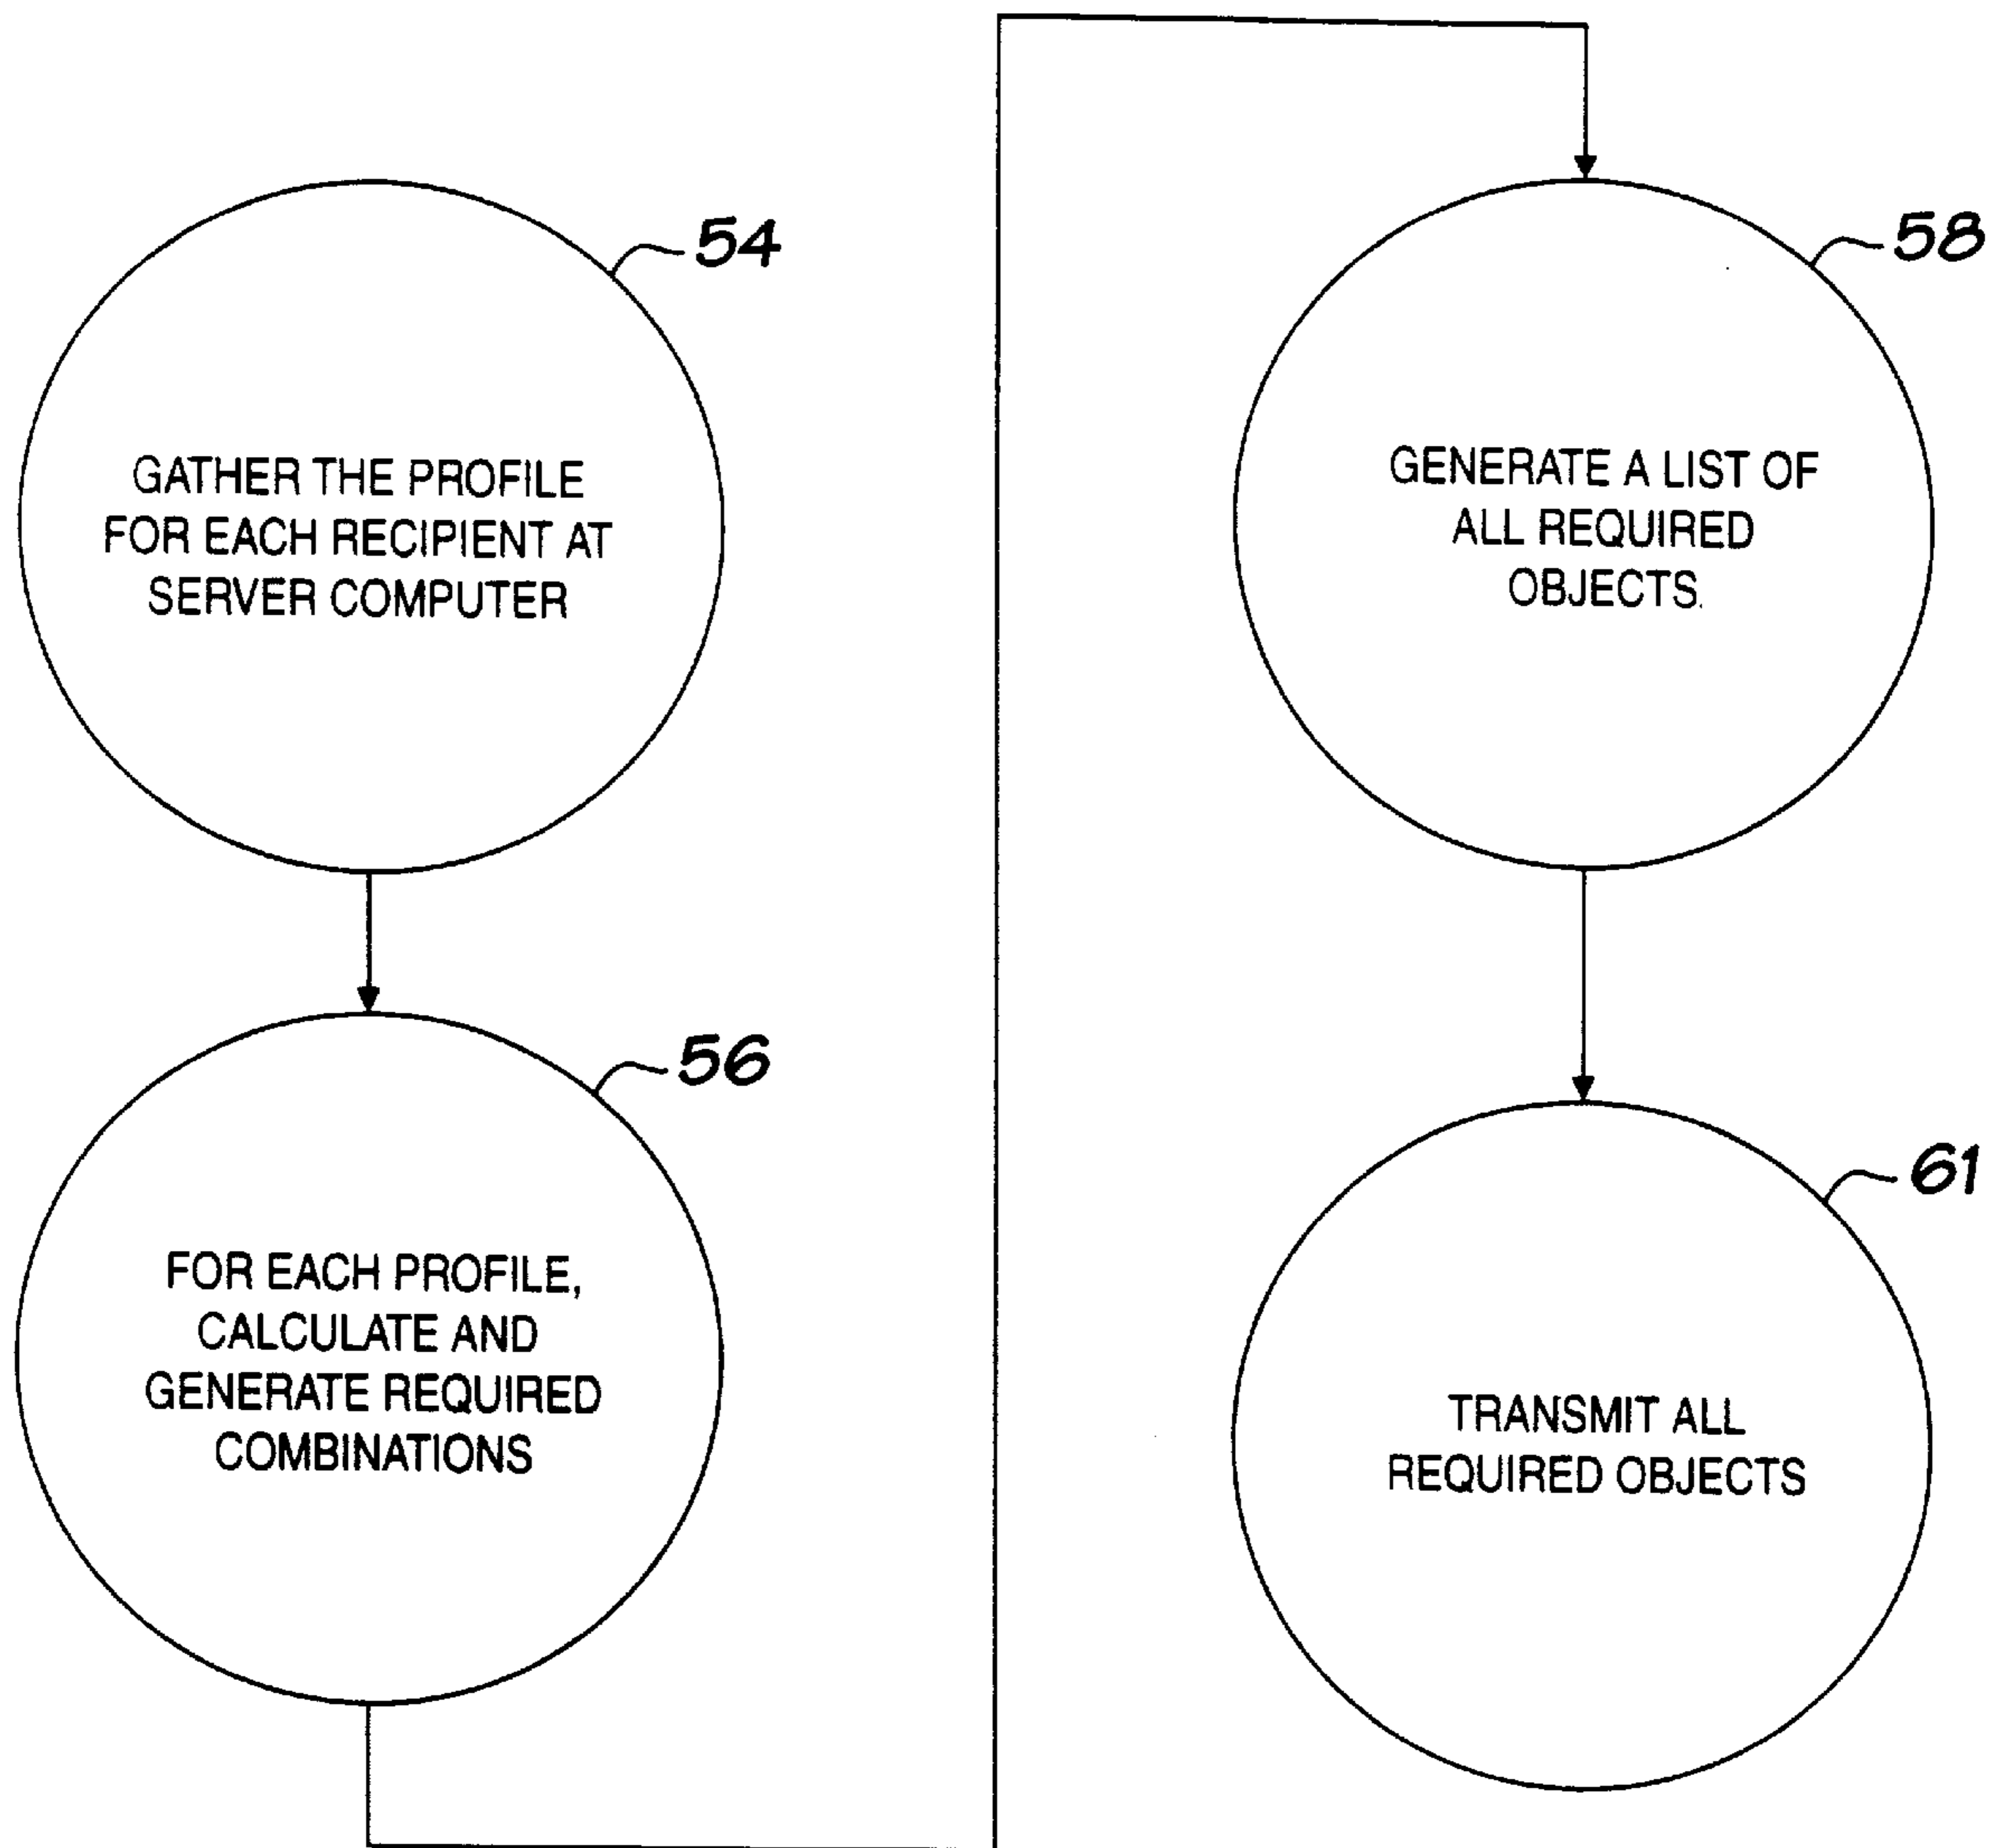 54
GATHER THE PROFILE
FOR EACH RECIPIENT AT
SERVER COMPUTER
56
FOR EACH PROFILE,
CALCULATE AND
GENERATE REQUIRED
COMBINATIONS
58
GENERATE A LIST OF
ALL REQUIRED
OBJECTS.
61
TRANSMIT ALL
REQUIRED OBJECTS